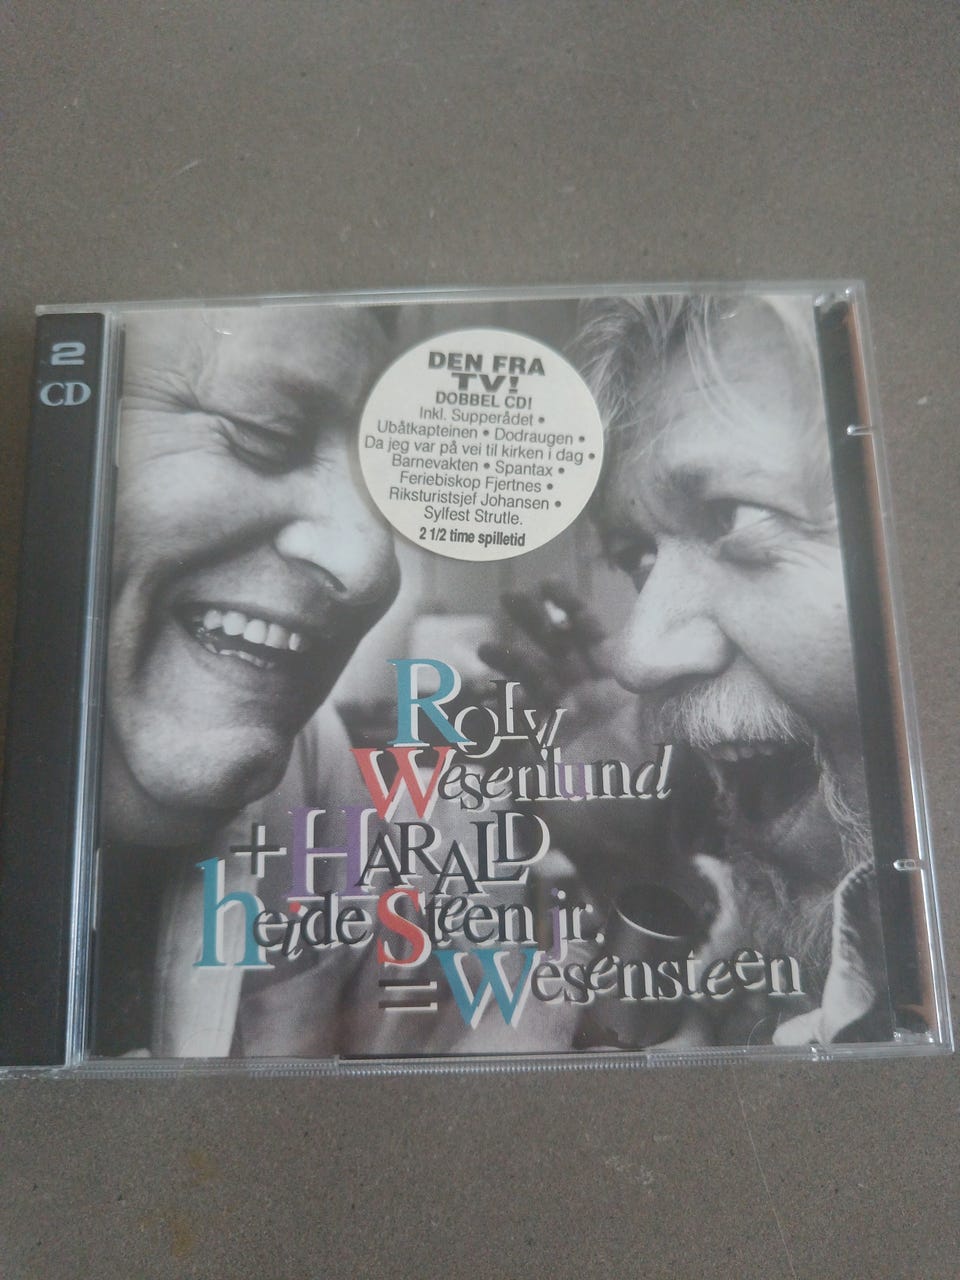 2
CD
DEN FRA
TV!
DOBBEL CD!
Inkl. Supperådet •
Ubåtkapteinen • Dodraugen •
Da jeg var på vei til kirken i dag •
Barnevakten • Spantax •
Feriebiskop Fjertnes •
Riksturistsjef Johansen •
Sylfest Strutle.
2 1/2 time spilletid
Rolv
Wesenlund
+ HARALD
heide Steen jr.
= Wesensteen